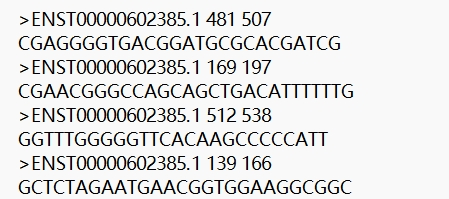 >ENST00000602385.1 481 507
CGAGGGGTGACGGATGCGCACGATCG
>ENST00000602385.1 169 197
CGAACGGGCCAGCAGCTGACATTTTTTG
>ENST00000602385.1 512 538
GGTTTGGGGGTTCACAAGCCCCCATT
>ENST00000602385.1 139 166
GCTCTAGAATGAACGGTGGAAGGCGGC